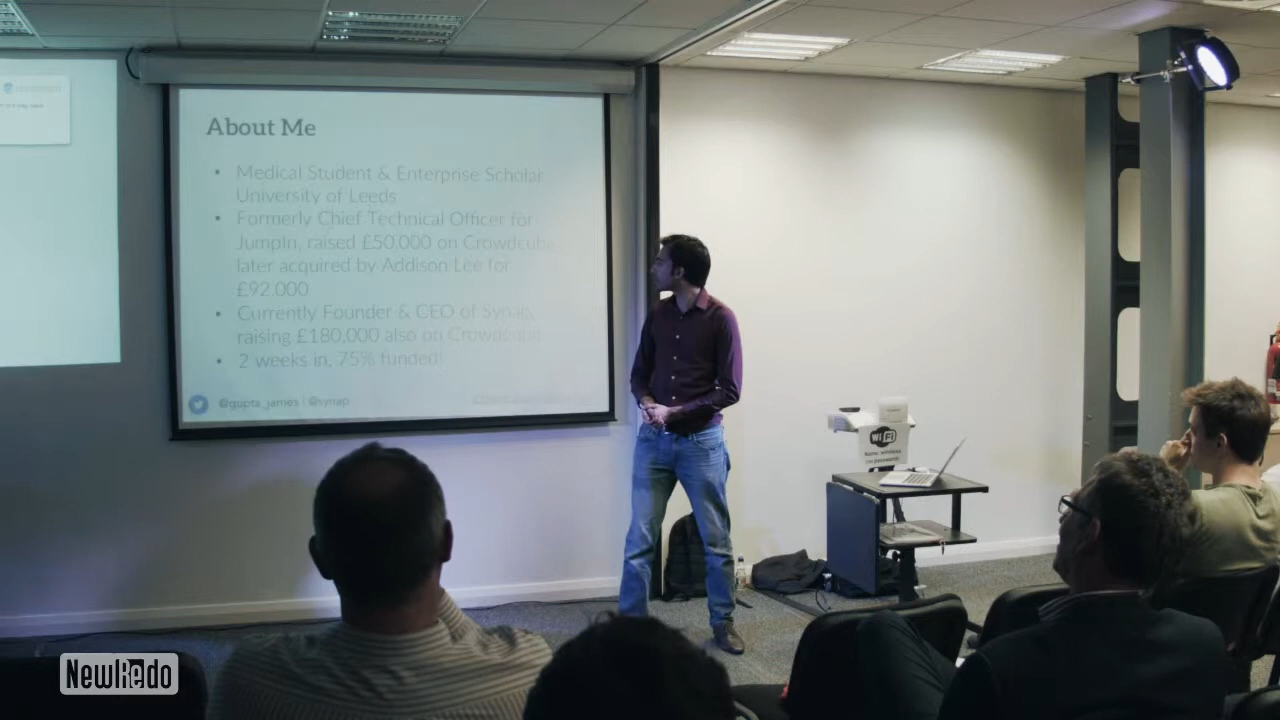 About Me
• Medical Student & Enterprise Scholar
University of Leeds
• Formerly Chief Technical Officer for
JumpIn, raised £50,000 on Crowdcube
later acquired by Addison Lee for
£92,000
• Currently Founder & CEO of Synap,
raising £180,000 also on Crowdcube
• 2 weeks in, 75% funded!
@gupta_james | @synap
WiFi
NewRedo